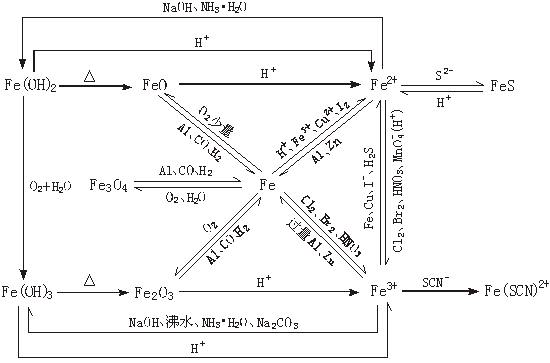 NaOH、NH₃·H₂O
H⁺
Fe(OH)₂
△
FeO
H⁺
Fe²⁺
S²⁻
H⁺
FeS
O₂少量
Al、CO、H₂
H⁺、Fe³⁺、Cu²⁺、I₂
Al、Zn
O₂+H₂O
Fe₃O₄
Al、CO、H₂
O₂、H₂O
Fe
Fe、Cu、I⁻、H₂S
Cl₂、Br₂、HNO₃、MnO₄⁻(H⁺)
O₂
Al、CO、H₂
Cl₂、Br₂、HNO₃
过量Al、Zn
Fe(OH)₃
△
Fe₂O₃
H⁺
Fe³⁺
SCN⁻
Fe(SCN)²⁺
NaOH、沸水、NH₃·H₂O、Na₂CO₃
H⁺